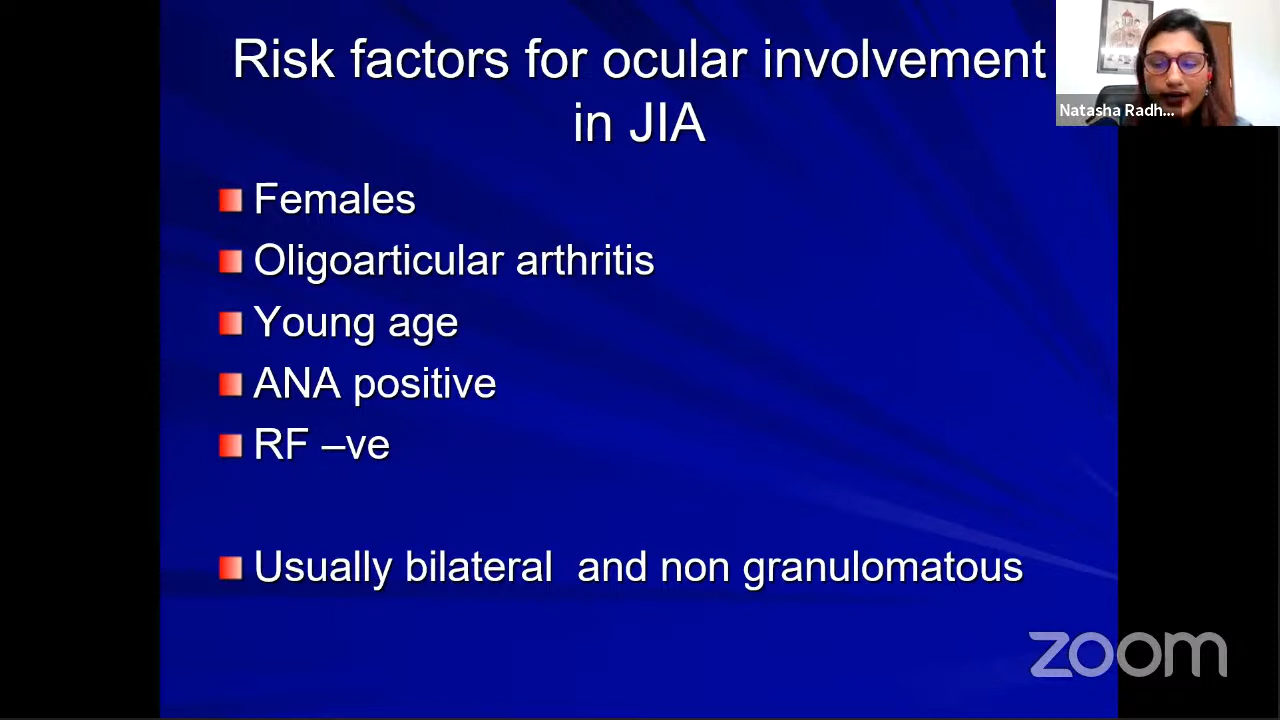 Risk factors for ocular involvement
in JIA
Natasha Radh...
Females
Oligoarticular arthritis
Young age
ANA positive
RF –ve
Usually bilateral and non granulomatous
zoom